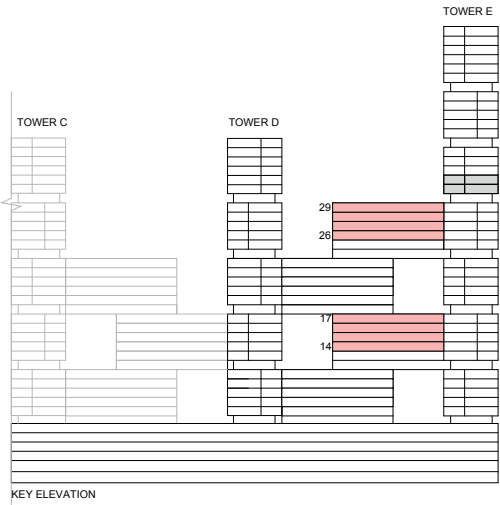 TOWER E
TOWER C
TOWER D
29
26
17
14
KEY ELEVATION